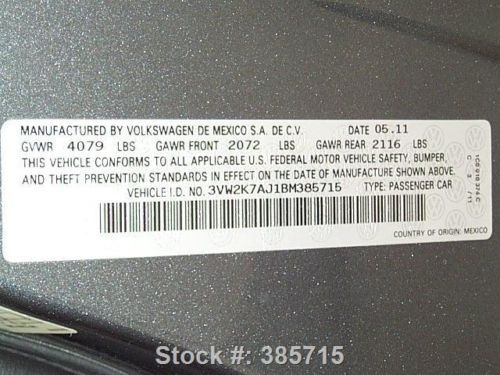 MANUFACTURED BY VOLKSWAGEN DE MEXICO S.A. DE C.V. DATE 05.11
GVWR 4079 LBS GAWR FRONT 2072 LBS GAWR REAR 2116 LBS
THIS VEHICLE CONFORMS TO ALL APPLICABLE U.S. FEDERAL MOTOR VEHICLE SAFETY, BUMPER,
AND THEFT PREVENTION STANDARDS IN EFFECT ON THE DATE OF MANUFACTURE SHOWN ABOVE.
VEHICLE I.D. NO. 3VW2K7AJ1BM385715 TYPE: PASSENGER CAR
COUNTRY OF ORIGIN: MEXICO
Stock #: 385715